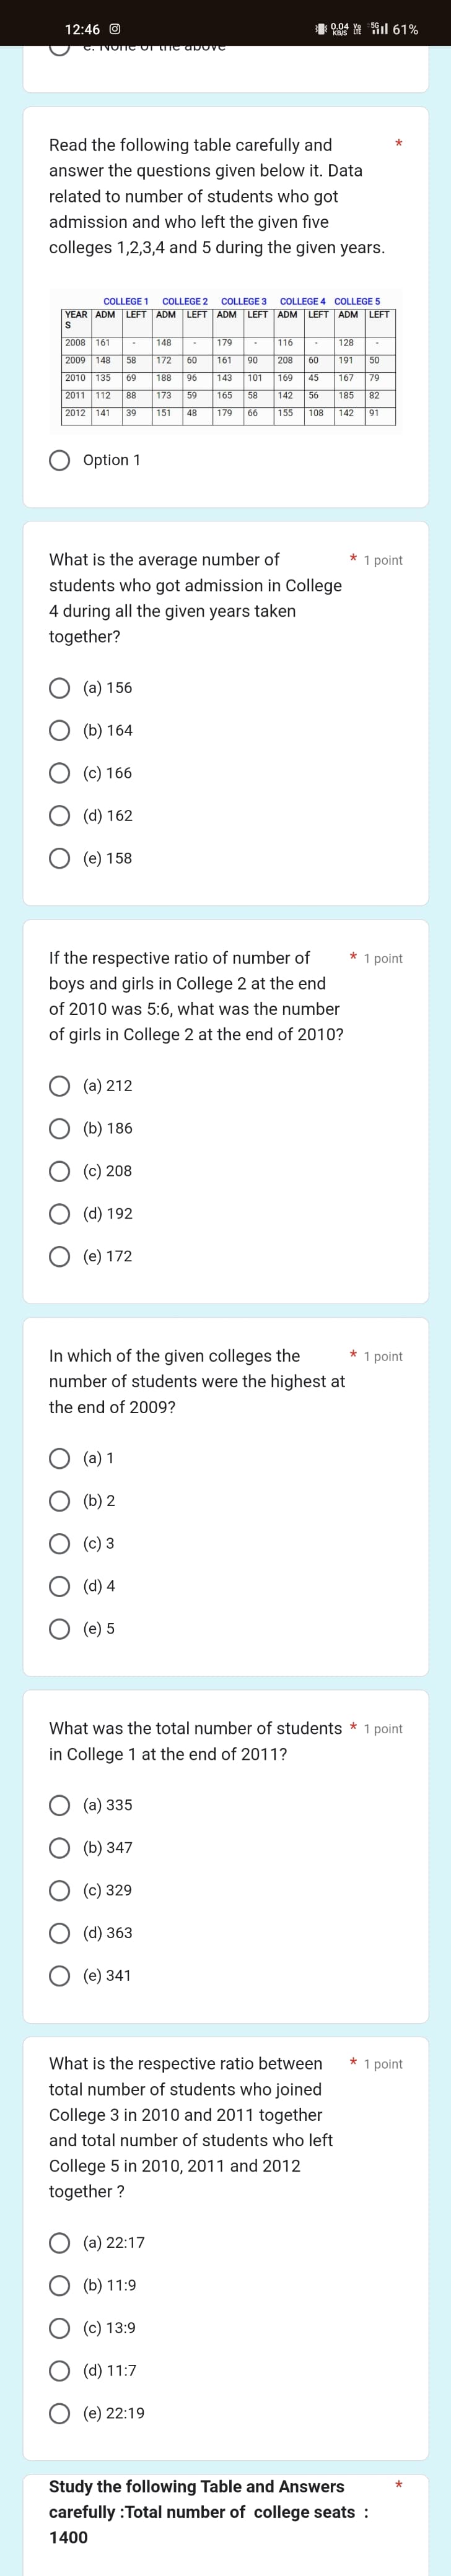 12:46
0.04 KB/S Vo LTE 5G 61%
e. None of the above
Read the following table carefully and *
answer the questions given below it. Data
related to number of students who got
admission and who left the given five
colleges 1,2,3,4 and 5 during the given years.
COLLEGE 1 COLLEGE 2 COLLEGE 3 COLLEGE 4 COLLEGE 5
YEARS ADM LEFT ADM LEFT ADM LEFT ADM LEFT ADM LEFT
2008 161 - 148 - 179 - 116 - 128 -
2009 148 58 172 60 161 90 208 60 191 50
2010 135 69 188 96 143 101 169 45 167 79
2011 112 88 173 59 165 58 142 56 185 82
2012 141 39 151 48 179 66 155 108 142 91
Option 1
What is the average number of * 1 point
students who got admission in College
4 during all the given years taken
together?
(a) 156
(b) 164
(c) 166
(d) 162
(e) 158
If the respective ratio of number of * 1 point
boys and girls in College 2 at the end
of 2010 was 5:6, what was the number
of girls in College 2 at the end of 2010?
(a) 212
(b) 186
(c) 208
(d) 192
(e) 172
In which of the given colleges the * 1 point
number of students were the highest at
the end of 2009?
(a) 1
(b) 2
(c) 3
(d) 4
(e) 5
What was the total number of students * 1 point
in College 1 at the end of 2011?
(a) 335
(b) 347
(c) 329
(d) 363
(e) 341
What is the respective ratio between * 1 point
total number of students who joined
College 3 in 2010 and 2011 together
and total number of students who left
College 5 in 2010, 2011 and 2012
together ?
(a) 22:17
(b) 11:9
(c) 13:9
(d) 11:7
(e) 22:19
Study the following Table and Answers *
carefully :Total number of college seats :
1400